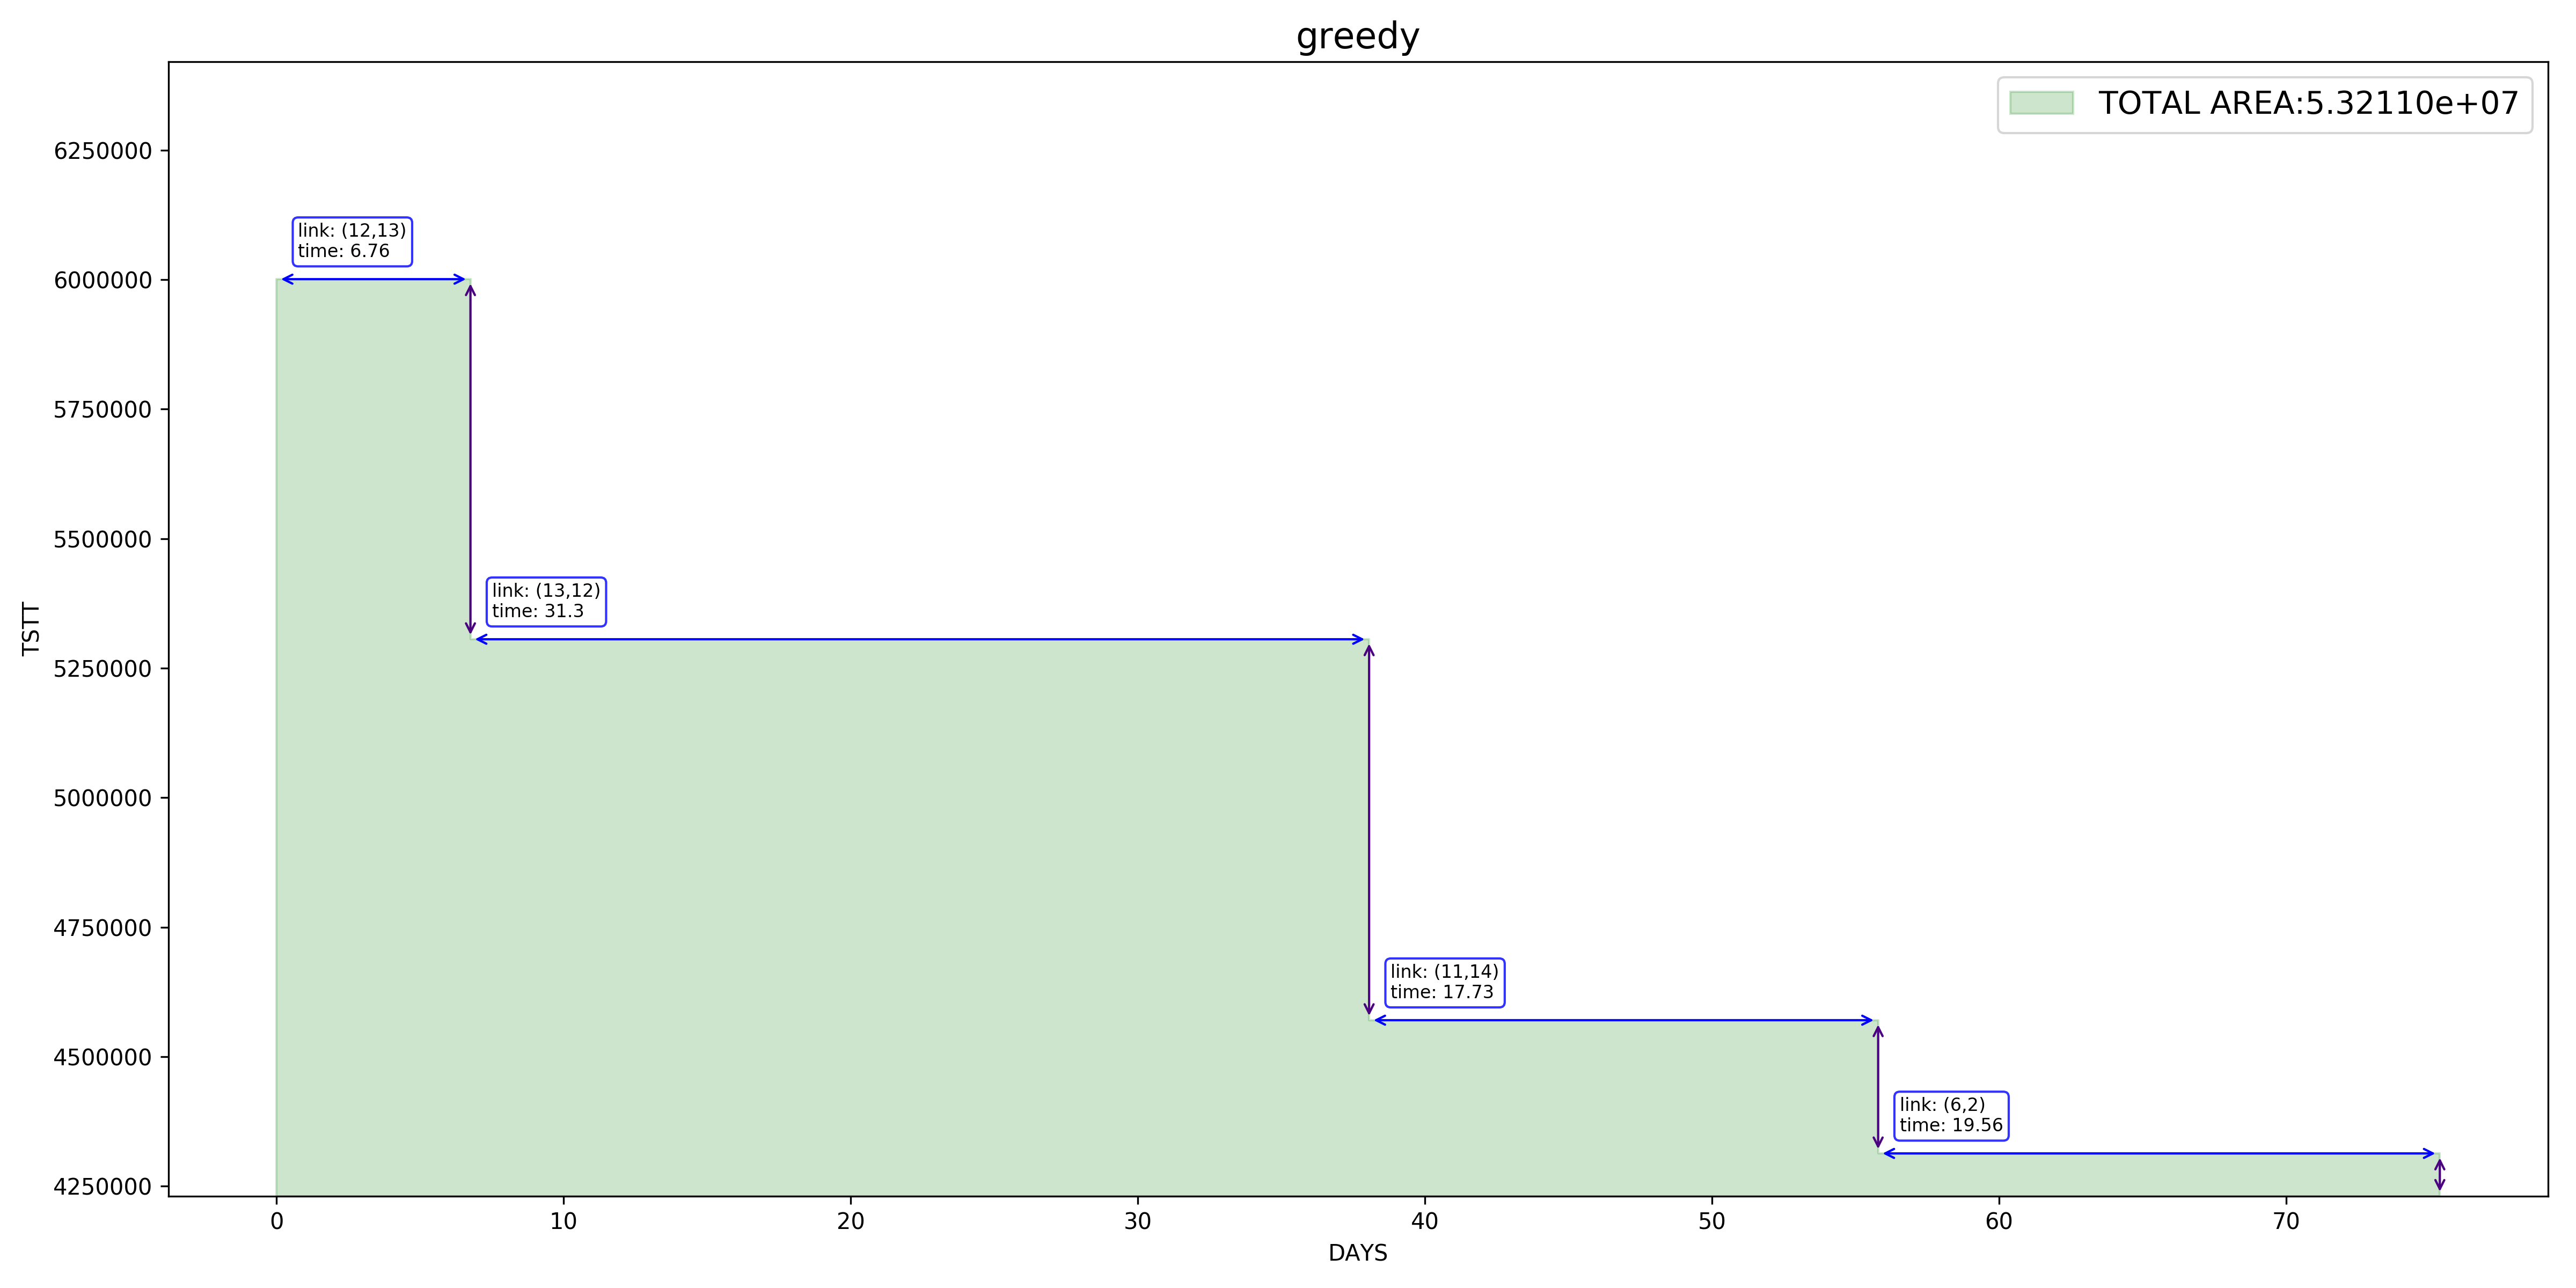 greedy
TOTAL AREA:5.32110e+07
6250000
6000000
5750000
5500000
5250000
5000000
4750000
4500000
4250000
TSTT
link: (12,13)
time: 6.76
link: (13,12)
time: 31.3
link: (11,14)
time: 17.73
link: (6,2)
time: 19.56
0 10 20 30 40 50 60 70
DAYS